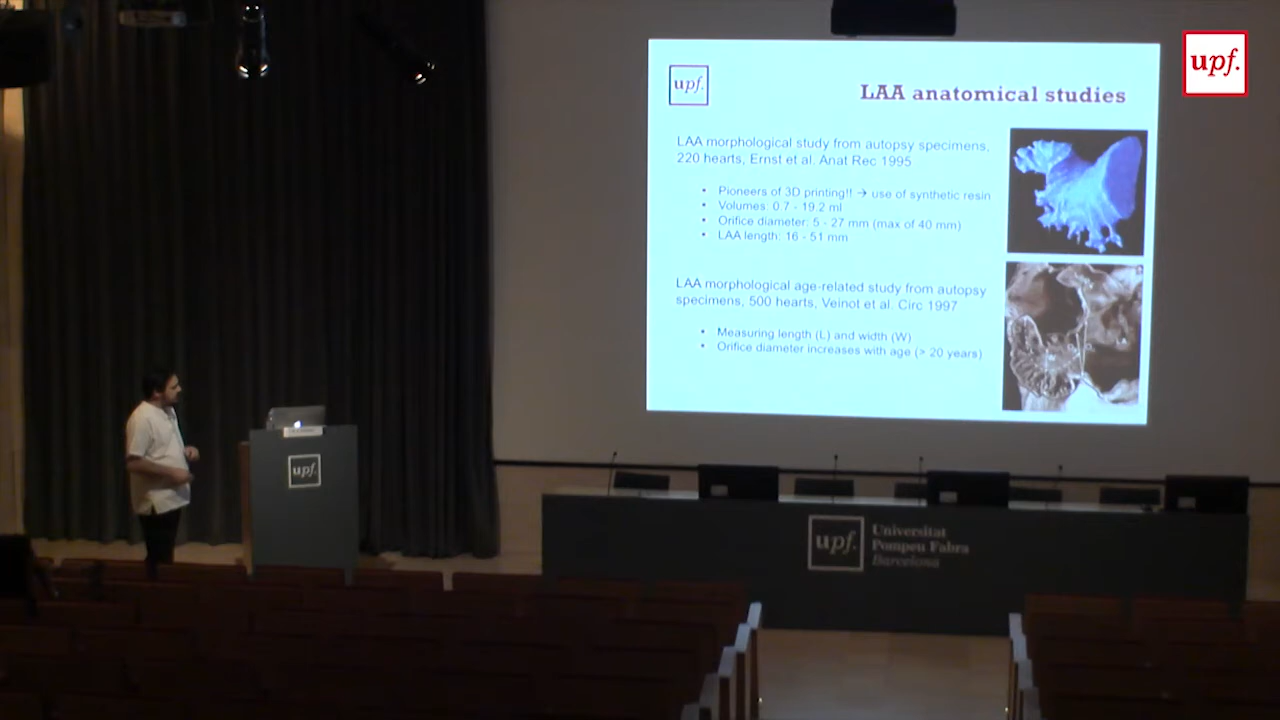 upf.
upf.
LAA anatomical studies
LAA morphological study from autopsy specimens,
220 hearts, Ernst et al. Anat Rec 1995
• Pioneers of 3D printing!! → use of synthetic resin
• Volumes: 0.7 - 19.2 ml
• Orifice diameter: 5 - 27 mm (max of 40 mm)
• LAA length: 16 - 51 mm
LAA morphological age-related study from autopsy
specimens, 500 hearts, Veinot et al. Circ 1997
• Measuring length (L) and width (W)
• Orifice diameter increases with age (> 20 years)
upf.
upf.
Universitat
Pompeu Fabra
Barcelona